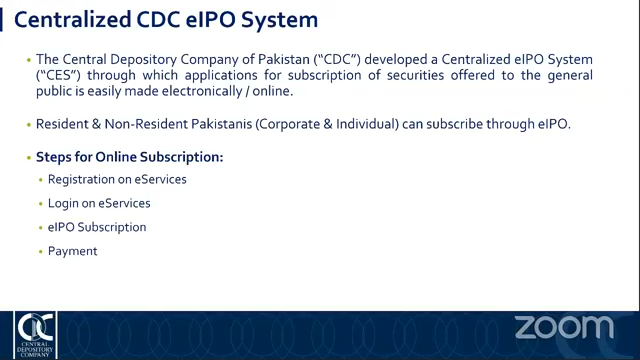 Centralized CDC eIPO System
• The Central Depository Company of Pakistan (“CDC”) developed a Centralized eIPO System
(“CES”) through which applications for subscription of securities offered to the general
public is easily made electronically / online.
• Resident & Non-Resident Pakistanis (Corporate & Individual) can subscribe through eIPO.
• Steps for Online Subscription:
• Registration on eServices
• Login on eServices
• eIPO Subscription
• Payment
CDC
CENTRAL
DEPOSITORY
COMPANY
zoom